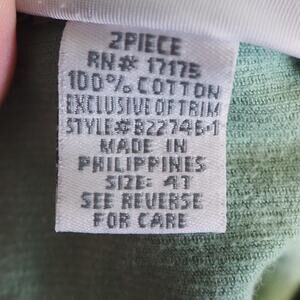 2PIECE
RN# 17175
100% COTTON
EXCLUSIVE OF TRIM
STYLE#B22746-1
MADE IN
PHILIPPINES
SIZE: 4T
SEE REVERSE
FOR CARE